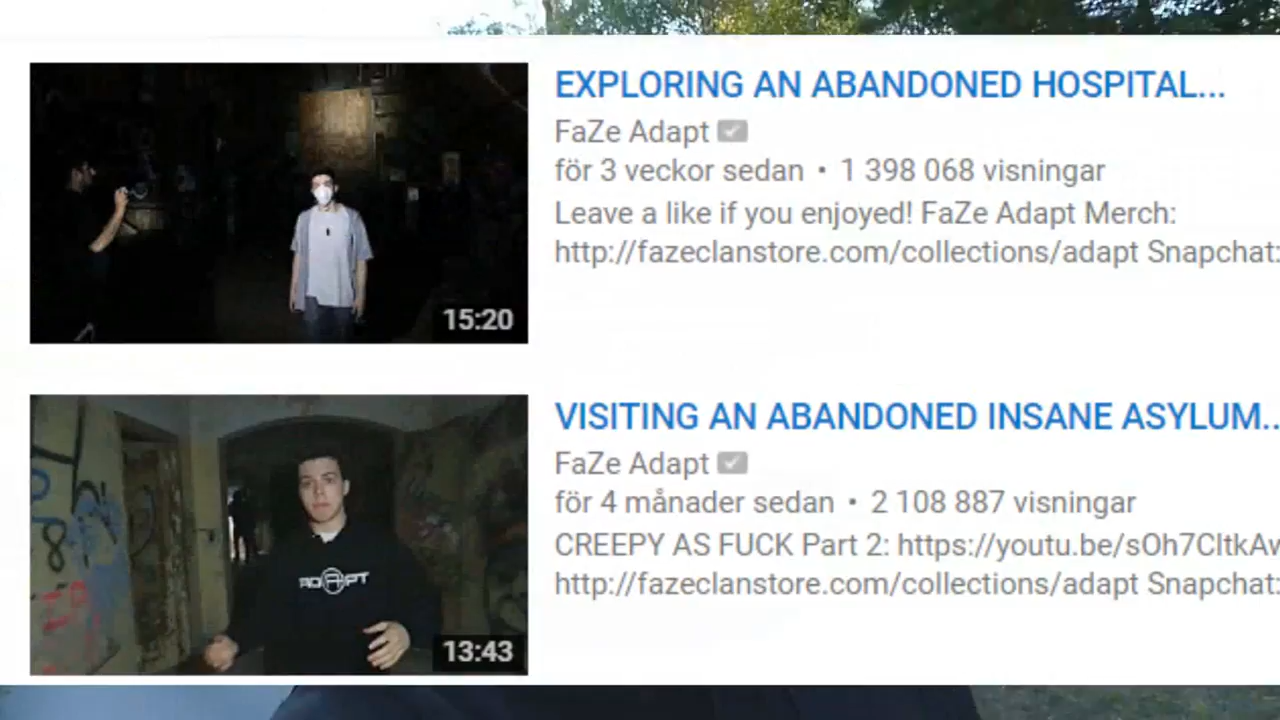 EXPLORING AN ABANDONED HOSPITAL...
FaZe Adapt
för 3 veckor sedan • 1 398 068 visningar
Leave a like if you enjoyed! FaZe Adapt Merch:
http://fazeclanstore.com/collections/adapt Snapchat:
15:20
VISITING AN ABANDONED INSANE ASYLUM..
FaZe Adapt
för 4 månader sedan • 2 108 887 visningar
CREEPY AS FUCK Part 2: https://youtu.be/sOh7CltkAw
http://fazeclanstore.com/collections/adapt Snapchat:
ADAPT
13:43